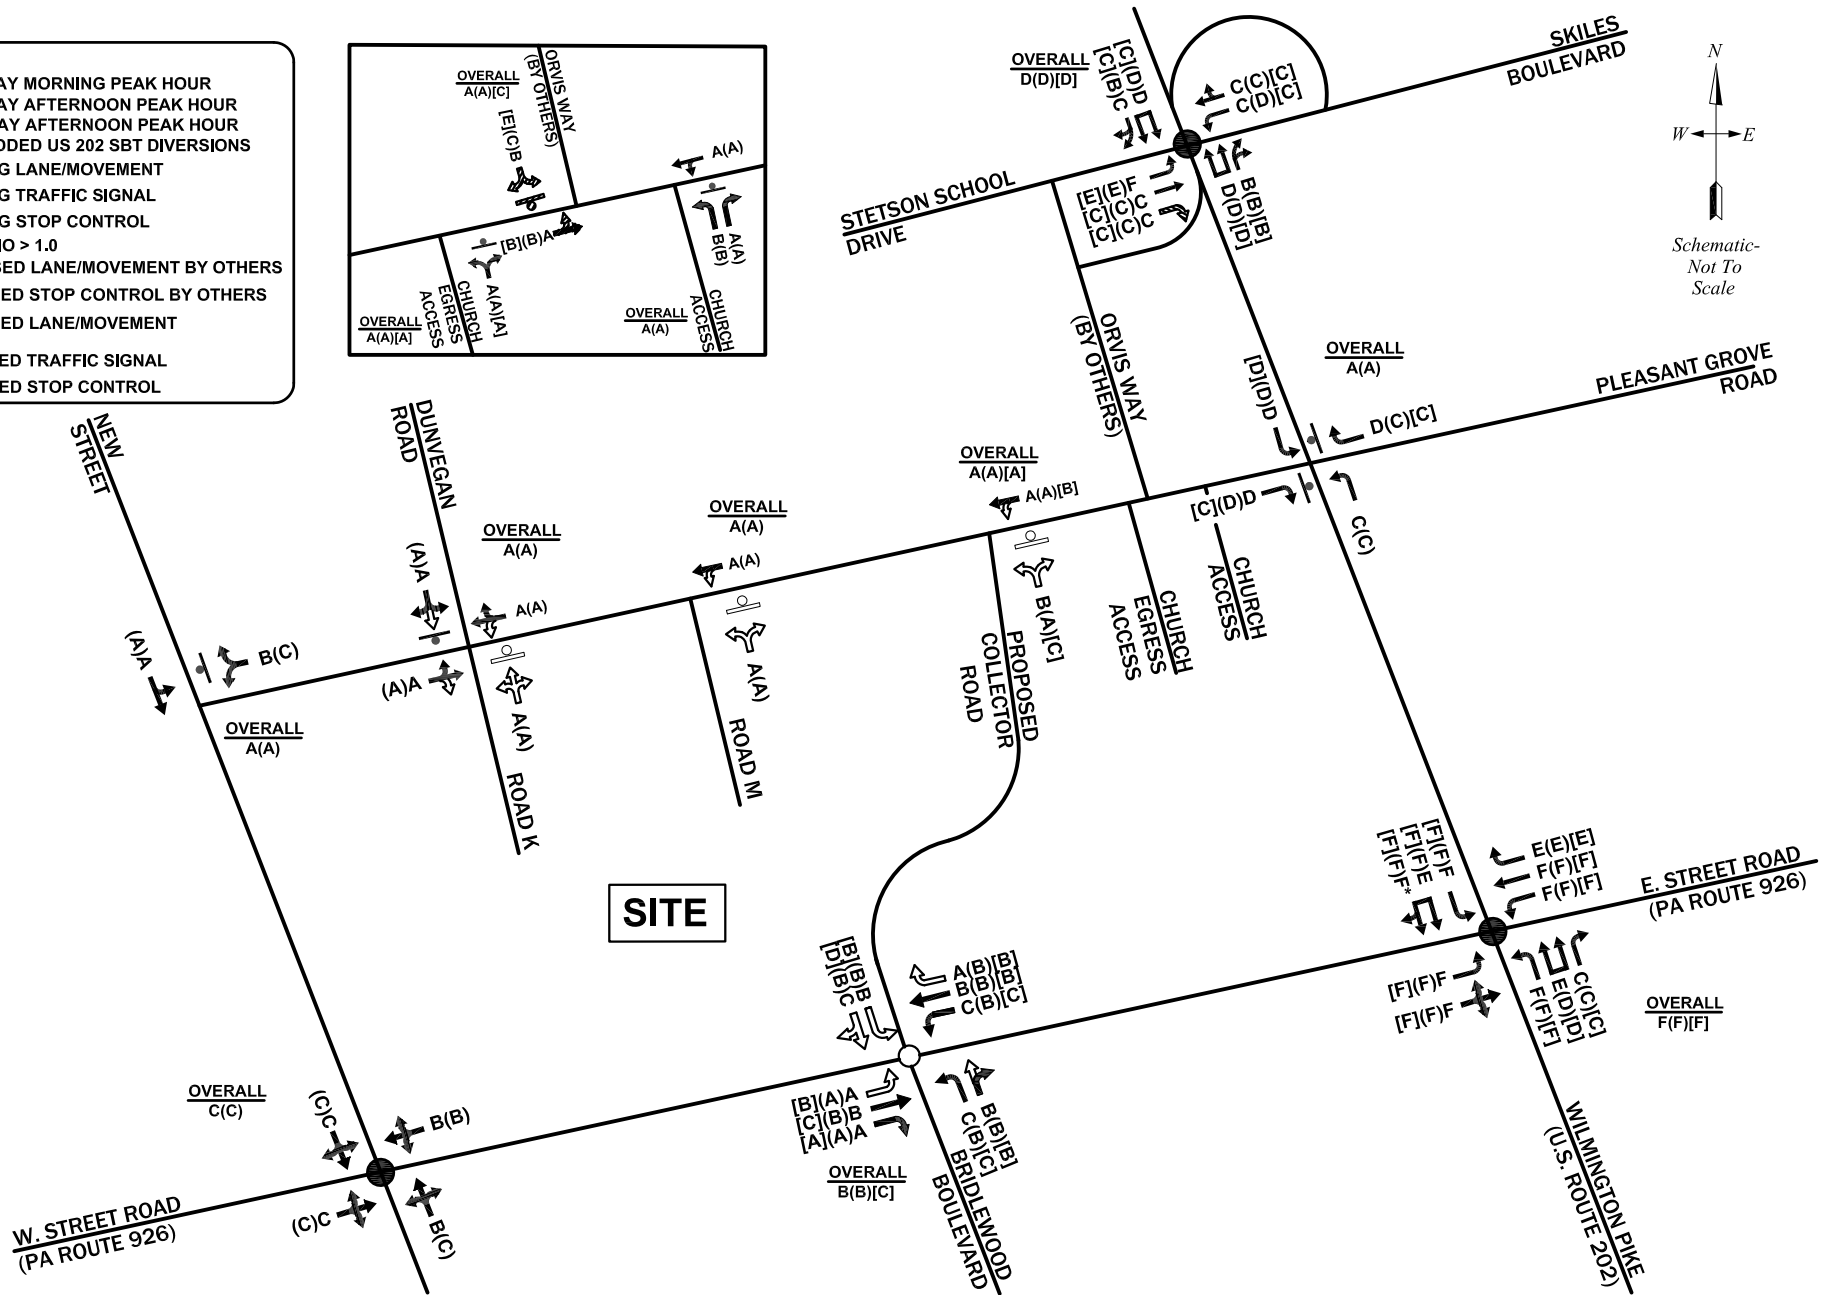 AY MORNING PEAK HOUR
AY AFTERNOON PEAK HOUR
AY AFTERNOON PEAK HOUR
DDED US 202 SBT DIVERSIONS
G LANE/MOVEMENT
G TRAFFIC SIGNAL
G STOP CONTROL
IO > 1.0
SED LANE/MOVEMENT BY OTHERS
ED STOP CONTROL BY OTHERS
ED LANE/MOVEMENT
ED TRAFFIC SIGNAL
ED STOP CONTROL
OVERALL
A(A)[C]
ORVIS WAY
(BY OTHERS)
[E](C)B
A(A)
[B](B)A
A(A)
B(B)
A(A)[A]
OVERALL
A(A)[A]
CHURCH
EGRESS
ACCESS
OVERALL
A(A)
CHURCH
ACCESS
OVERALL
D(D)[D]
[C](D)D
[C](B)C
C(C)[C]
C(D)[C]
SKILES
BOULEVARD
N
W E
Schematic-
Not To
Scale
STETSON SCHOOL
DRIVE
[E](E)F
[C](C)C
[C](C)C
B(B)[B]
D(D)[D]
ORVIS WAY
(BY OTHERS)
[D](D)D
OVERALL
A(A)
PLEASANT GROVE
ROAD
D(C)[C]
[C](D)D
C(C)
NEW
STREET
DUNVEGAN
ROAD
OVERALL
A(A)
OVERALL
A(A)
OVERALL
A(A)[A]
A(A)[B]
A(A)
(A)A
A(A)
(A)A
B(C)
(A)A
A(A)
A(A)
B(A)[C]
OVERALL
A(A)
ROAD K
ROAD M
PROPOSED
COLLECTOR
ROAD
CHURCH
EGRESS
ACCESS
CHURCH
ACCESS
SITE
[F](F)F
[F](F)E
[F](F)F*
E(E)[E]
F(F)[F]
F(F)[F]
E. STREET ROAD
(PA ROUTE 926)
[F](F)F
[F](F)F
C(C)[C]
E(D)[D]
F(F)[F]
OVERALL
F(F)[F]
[B](B)B
[D](B)C
A(B)[B]
B(B)[B]
C(B)[C]
[B](A)A
[C](B)B
[A](A)A
B(B)[B]
C(B)[C]
OVERALL
B(B)[C]
BRIDLEWOOD
BOULEVARD
WILMINGTON PIKE
(U.S. ROUTE 202)
OVERALL
C(C)
(C)C
B(B)
(C)C
B(C)
W. STREET ROAD
(PA ROUTE 926)